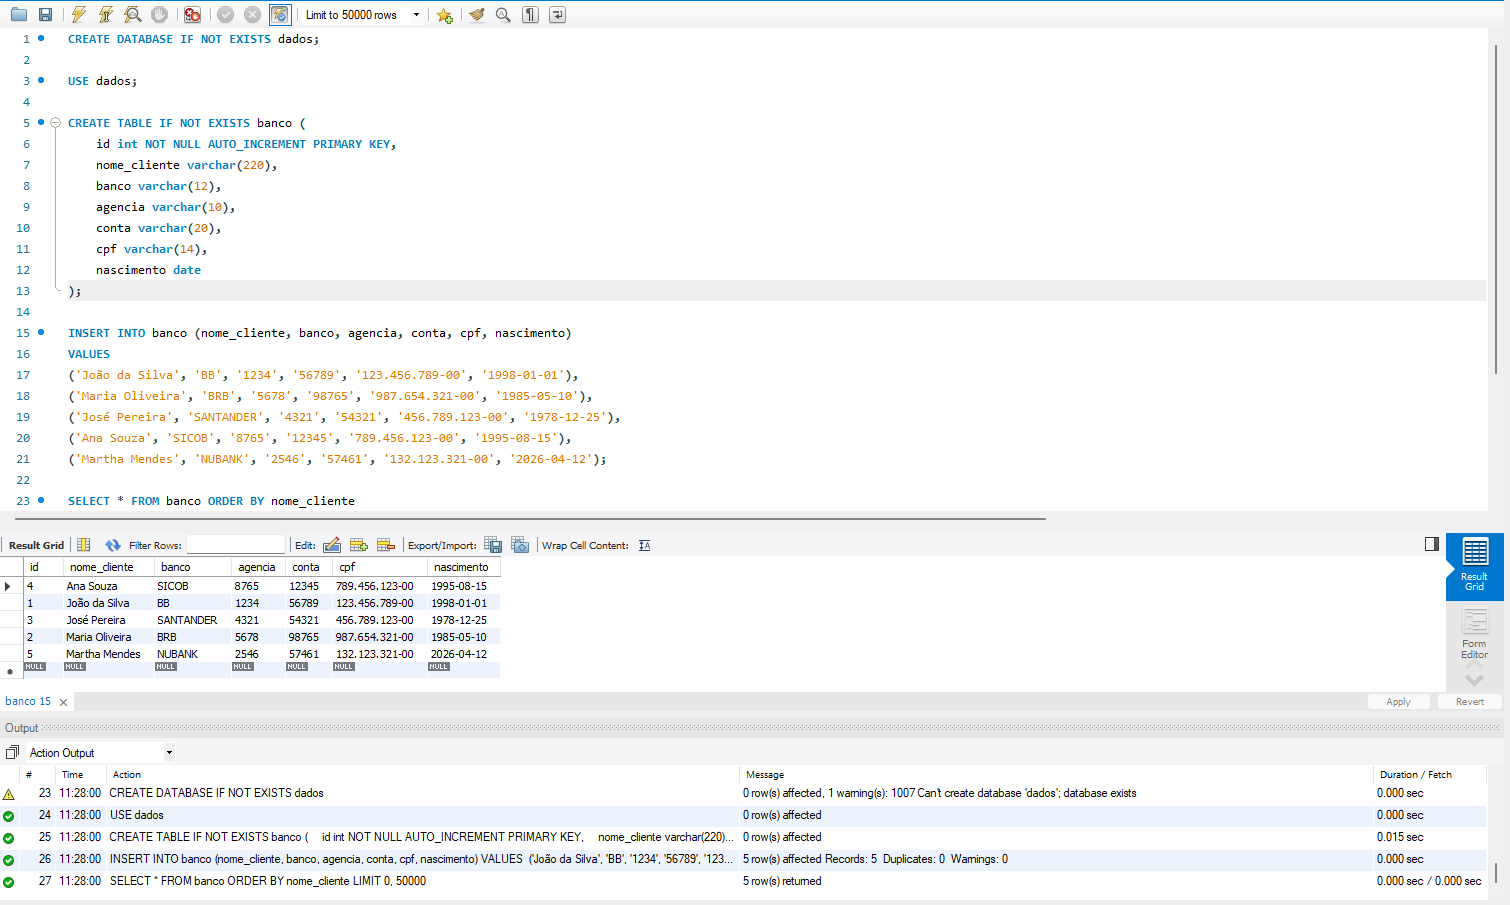 Limit to 50000 rows
1 CREATE DATABASE IF NOT EXISTS dados;
2
3 USE dados;
4
5 CREATE TABLE IF NOT EXISTS banco (
6 id int NOT NULL AUTO_INCREMENT PRIMARY KEY,
7 nome_cliente varchar(220),
8 banco varchar(12),
9 agencia varchar(10),
10 conta varchar(20),
11 cpf varchar(14),
12 nascimento date
13 );
14
15 INSERT INTO banco (nome_cliente, banco, agencia, conta, cpf, nascimento)
16 VALUES
17 ('João da Silva', 'BB', '1234', '56789', '123.456.789-00', '1998-01-01'),
18 ('Maria Oliveira', 'BRB', '5678', '98765', '987.654.321-00', '1985-05-10'),
19 ('José Pereira', 'SANTANDER', '4321', '54321', '456.789.123-00', '1978-12-25'),
20 ('Ana Souza', 'SICOB', '8765', '12345', '789.456.123-00', '1995-08-15'),
21 ('Martha Mendes', 'NUBANK', '2546', '57461', '132.123.321-00', '2026-04-12');
22
23 SELECT * FROM banco ORDER BY nome_cliente
Result Grid Filter Rows: Edit: Export/Import: Wrap Cell Content:
id nome_cliente banco agencia conta cpf nascimento
4 Ana Souza SICOB 8765 12345 789.456.123-00 1995-08-15
1 João da Silva BB 1234 56789 123.456.789-00 1998-01-01
3 José Pereira SANTANDER 4321 54321 456.789.123-00 1978-12-25
2 Maria Oliveira BRB 5678 98765 987.654.321-00 1985-05-10
5 Martha Mendes NUBANK 2546 57461 132.123.321-00 2026-04-12
NULL NULL NULL NULL NULL NULL NULL
Result
Grid
Form
Editor
banco 15 Apply Revert
Output
Action Output
# Time Action Message Duration / Fetch
23 11:28:00 CREATE DATABASE IF NOT EXISTS dados 0 row(s) affected, 1 warning(s): 1007 Can't create database 'dados'; database exists 0.000 sec
24 11:28:00 USE dados 0 row(s) affected 0.000 sec
25 11:28:00 CREATE TABLE IF NOT EXISTS banco ( id int NOT NULL AUTO_INCREMENT PRIMARY KEY, nome_cliente varchar(220)... 0 row(s) affected 0.015 sec
26 11:28:00 INSERT INTO banco (nome_cliente, banco, agencia, conta, cpf, nascimento) VALUES ('João da Silva', 'BB', '1234', '56789', '123... 5 row(s) affected Records: 5 Duplicates: 0 Warnings: 0 0.000 sec
27 11:28:00 SELECT * FROM banco ORDER BY nome_cliente LIMIT 0, 50000 5 row(s) returned 0.000 sec / 0.000 sec